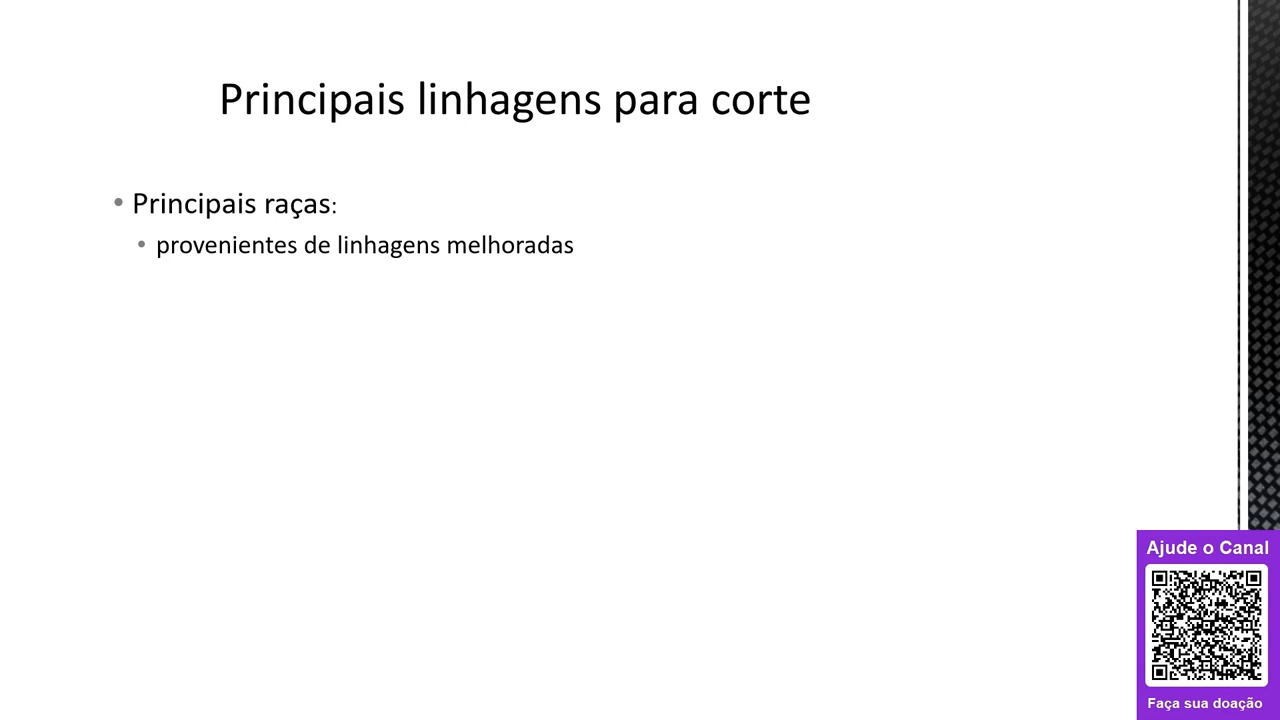 Principais linhagens para corte
• Principais raças:
• provenientes de linhagens melhoradas
Ajude o Canal
Faça sua doação